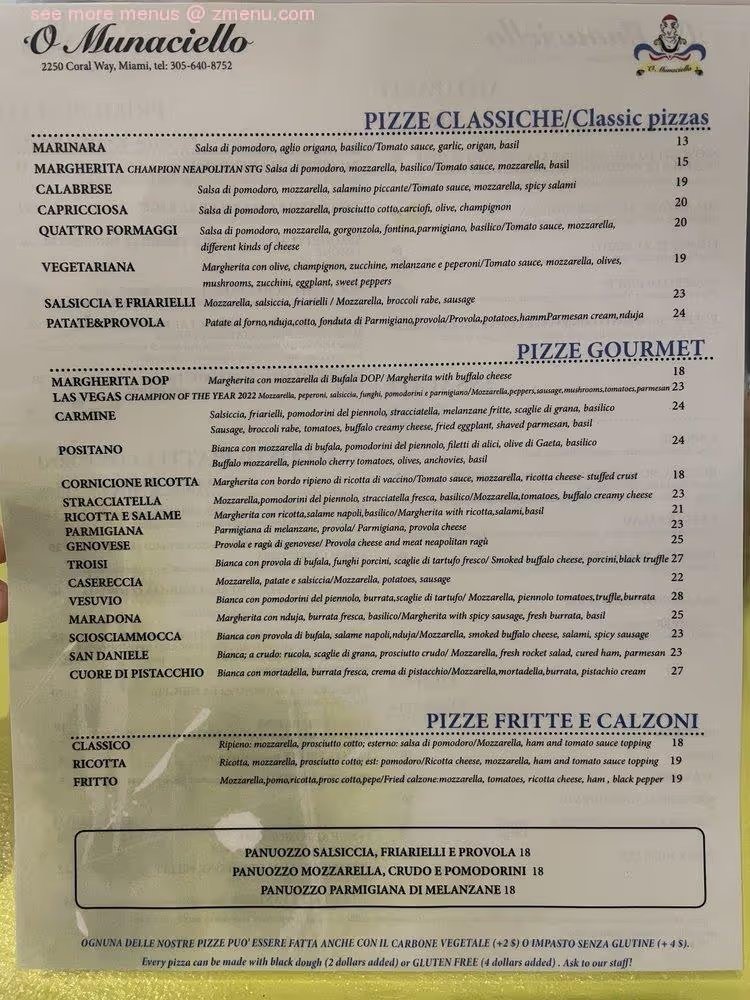 see more menus @ zmenu.com
'O Munaciello
2250 Coral Way, Miami, tel: 305-640-8752
'O. Munaciello
PIZZE CLASSICHE/Classic pizzas
MARINARA Salsa di pomodoro, aglio origano, basilico/Tomato sauce, garlic, origan, basil 13
MARGHERITA CHAMPION NEAPOLITAN STG Salsa di pomodoro, mozzarella, basilico/Tomato sauce, mozzarella, basil 15
CALABRESE Salsa di pomodoro, mozzarella, salamino piccante/Tomato sauce, mozzarella, spicy salami 19
CAPRICCIOSA Salsa di pomodoro, mozzarella, prosciutto cotto,carciofi, olive, champignon 20
QUATTRO FORMAGGI Salsa di pomodoro, mozzarella, gorgonzola, fontina,parmigiano, basilico/Tomato sauce, mozzarella, 20
different kinds of cheese
VEGETARIANA Margherita con olive, champignon, zucchine, melanzane e peperoni/Tomato sauce, mozzarella, olives, 19
mushrooms, zucchini, eggplant, sweet peppers
SALSICCIA E FRIARIELLI Mozzarella, salsiccia, friarielli / Mozzarella, broccoli rabe, sausage 23
PATATE&PROVOLA Patate al forno,nduja,cotto, fonduta di Parmigiano,provola/Provola,potatoes,hammParmesan cream,nduja 24
PIZZE GOURMET
MARGHERITA DOP Margherita con mozzarella di Bufala DOP/ Margherita with buffalo cheese 18
LAS VEGAS CHAMPION OF THE YEAR 2022 Mozzarella, peperoni, salsiccia, funghi, pomodorini e parmigiano/Mozzarella,peppers,sausage,mushrooms,tomatoes,parmesan 23
CARMINE Salsiccia, friarielli, pomodorini del piennolo, stracciatella, melanzane fritte, scaglie di grana, basilico 24
Sausage, broccoli rabe, tomatoes, buffalo creamy cheese, fried eggplant, shaved parmesan, basil
POSITANO Bianca con mozzarella di bufala, pomodorini del piennolo, filetti di alici, olive di Gaeta, basilico 24
Buffalo mozzarella, piennolo cherry tomatoes, olives, anchovies, basil
CORNICIONE RICOTTA Margherita con bordo ripieno di ricotta di vaccino/Tomato sauce, mozzarella, ricotta cheese- stuffed crust 18
STRACCIATELLA Mozzarella,pomodorini del piennolo, stracciatella fresca, basilico/Mozzarella,tomatoes, buffalo creamy cheese 23
RICOTTA E SALAME Margherita con ricotta,salame napoli,basilico/Margherita with ricotta,salami,basil 21
PARMIGIANA Parmigiana di melanzane, provola/ Parmigiana, provola cheese 23
GENOVESE Provola e ragù di genovese/ Provola cheese and meat neapolitan ragù 25
TROISI Bianca con provola di bufala, funghi porcini, scaglie di tartufo fresco/ Smoked buffalo cheese, porcini,black truffle 27
CASERECCIA Mozzarella, patate e salsiccia/Mozzarella, potatoes, sausage 22
VESUVIO Bianca con pomodorini del piennolo, burrata,scaglie di tartufo/ Mozzarella, piennolo tomatoes,truffle,burrata 28
MARADONA Margherita con nduja, burrata fresca, basilico/Margherita with spicy sausage, fresh burrata, basil 25
SCIOSCIAMMOCCA Bianca con provola di bufala, salame napoli,nduja/Mozzarella, smoked buffalo cheese, salami, spicy sausage 23
SAN DANIELE Bianca; a crudo: rucola, scaglie di grana, prosciutto crudo/ Mozzarella, fresh rocket salad, cured ham, parmesan 23
CUORE DI PISTACCHIO Bianca con mortadella, burrata fresca, crema di pistacchio/Mozzarella,mortadella,burrata, pistachio cream 27
PIZZE FRITTE E CALZONI
CLASSICO Ripieno: mozzarella, prosciutto cotto; esterno: salsa di pomodoro/Mozzarella, ham and tomato sauce topping 18
RICOTTA Ricotta, mozzarella, prosciutto cotto; est: pomodoro/Ricotta cheese, mozzarella, ham and tomato sauce topping 19
FRITTO Mozzarella,pomo,ricotta,prosc cotto,pepe/Fried calzone:mozzarella, tomatoes, ricotta cheese, ham , black pepper 19
PANUOZZO SALSICCIA, FRIARIELLI E PROVOLA 18
PANUOZZO MOZZARELLA, CRUDO E POMODORINI 18
PANUOZZO PARMIGIANA DI MELANZANE 18
OGNUNA DELLE NOSTRE PIZZE PUO' ESSERE FATTA ANCHE CON IL CARBONE VEGETALE (+2 $) O IMPASTO SENZA GLUTINE (+ 4 $).
Every pizza can be made with black dough (2 dollars added) or GLUTEN FREE (4 dollars added) . Ask to our staff!